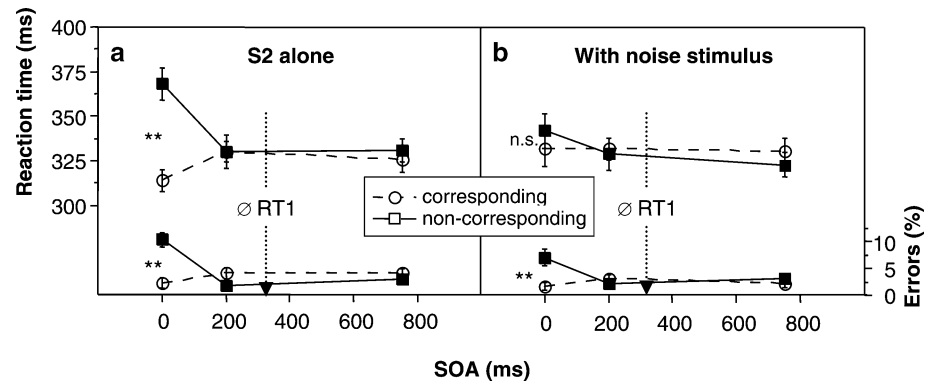 Reaction time (ms)
400
375
350
325
300
a
S2 alone
**
**
∅ RT1
b
With noise stimulus
n.s.
**
∅ RT1
corresponding
non-corresponding
10
5
0
Errors (%)
0 200 400 600 800
0 200 400 600 800
SOA (ms)